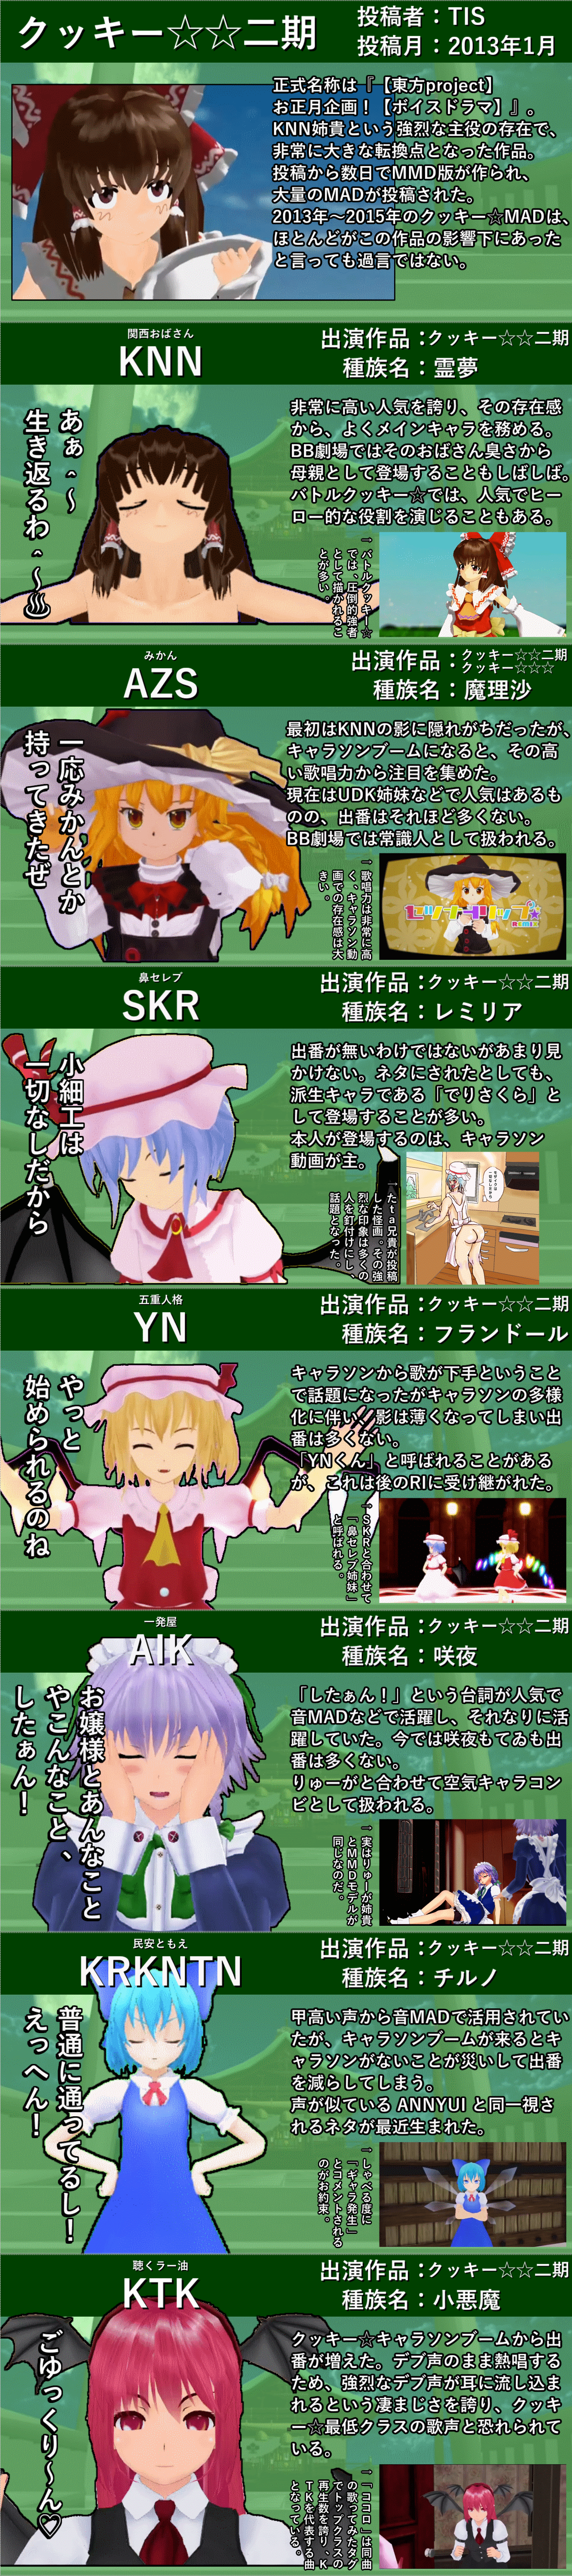 クッキー☆☆二期
投稿者：TIS
投稿月：2013年1月
正式名称は『【東方project】
お正月企画！【ボイスドラマ】』。
KNN姉貴という強烈な主役の存在で、
非常に大きな転換点となった作品。
投稿から数日でMMD版が作られ、
大量のMADが投稿された。
2013年～2015年のクッキー☆MADは、
ほとんどがこの作品の影響下にあった
と言っても過言ではない。
関西おばさん
KNN
出演作品：クッキー☆☆二期
種族名：霊夢
あぁ＾～
生き返るわ＾～♨
非常に高い人気を誇り、その存在感
から、よくメインキャラを務める。
BB劇場ではそのおばさん臭さから
母親として登場することもしばしば。
バトルクッキー☆では、人気でヒー
ロー的な役割を演じることもある。
→バトルクッキー☆
では、圧倒的強者
として描かれるこ
とが多い。
みかん
AZS
出演作品：クッキー☆☆二期
クッキー☆☆☆
種族名：魔理沙
一応みかんとか
持ってきたぜ
最初はKNNの影に隠れがちだったが、
キャラソンブームになると、その高
い歌唱力から注目を集めた。
現在はUDK姉妹などで人気はあるも
のの、出番はそれほど多くない。
BB劇場では常識人として扱われる。
→歌唱力は非常に高
く、キャラソン動
画での存在感は大
きい。
鼻セレブ
SKR
出演作品：クッキー☆☆二期
種族名：レミリア
小細工は
一切なしだから
出番が無いわけではないがあまり見
かけない。ネタにされたとしても、
派生キャラである「でりさくら」と
して登場することが多い。
本人が登場するのは、キャラソン
動画が主。
→たta兄貴が投稿
した怪画。その強
烈な印象は多くの
人を釘付けにし、
話題となった。
五重人格
YN
出演作品：クッキー☆☆二期
種族名：フランドール
やっと
始められるのね
キャラソンから歌が下手ということ
で話題になったがキャラソンの多様
化に伴い、影は薄くなってしまい出
番は多くない。
「YNくん」と呼ばれることがある
が、これは後のRIに受け継がれた。
→SKRと合わせて
「鼻セレブ姉妹」
と呼ばれる。
一発屋
AIK
出演作品：クッキー☆☆二期
種族名：咲夜
お嬢様とあんなこと
やこんなこと、
したぁん！
「したぁん！」という台詞が人気で
音MADなどで活躍し、それなりに活
躍していた。今では咲夜もてゐも出
番は多くない。
りゅーがと合わせて空気キャラコン
ビとして扱われる。
→実はりゅーが姉貴
とMMDモデルが
同じなのだ。
民安ともえ
KRKNTN
出演作品：クッキー☆☆二期
種族名：チルノ
普通に通ってるし！
えっへん！
甲高い声から音MADで活用されてい
たが、キャラソンブームが来るとキ
ャラソンがないことが災いして出番
を減らしてしまう。
声が似ている ANNYUI と同一視さ
れるネタが最近生まれた。
→しゃべる度に
「ギャラ発生」
とコメントされる
のがお約束。
聴くラー油
KTK
出演作品：クッキー☆☆二期
種族名：小悪魔
ごゆっくり～ん♡
クッキー☆キャラソンブームから出
番が増えた。デブ声のまま熱唱する
ため、強烈なデブ声が耳に流し込ま
れるという凄まじさを誇り、クッキ
ー☆最低クラスの歌声と恐れられて
いる。
→「ココロ」は同曲
の歌ってみたタグ
でトップクラスの
再生数を誇り、K
TKを代表する曲
となっている。